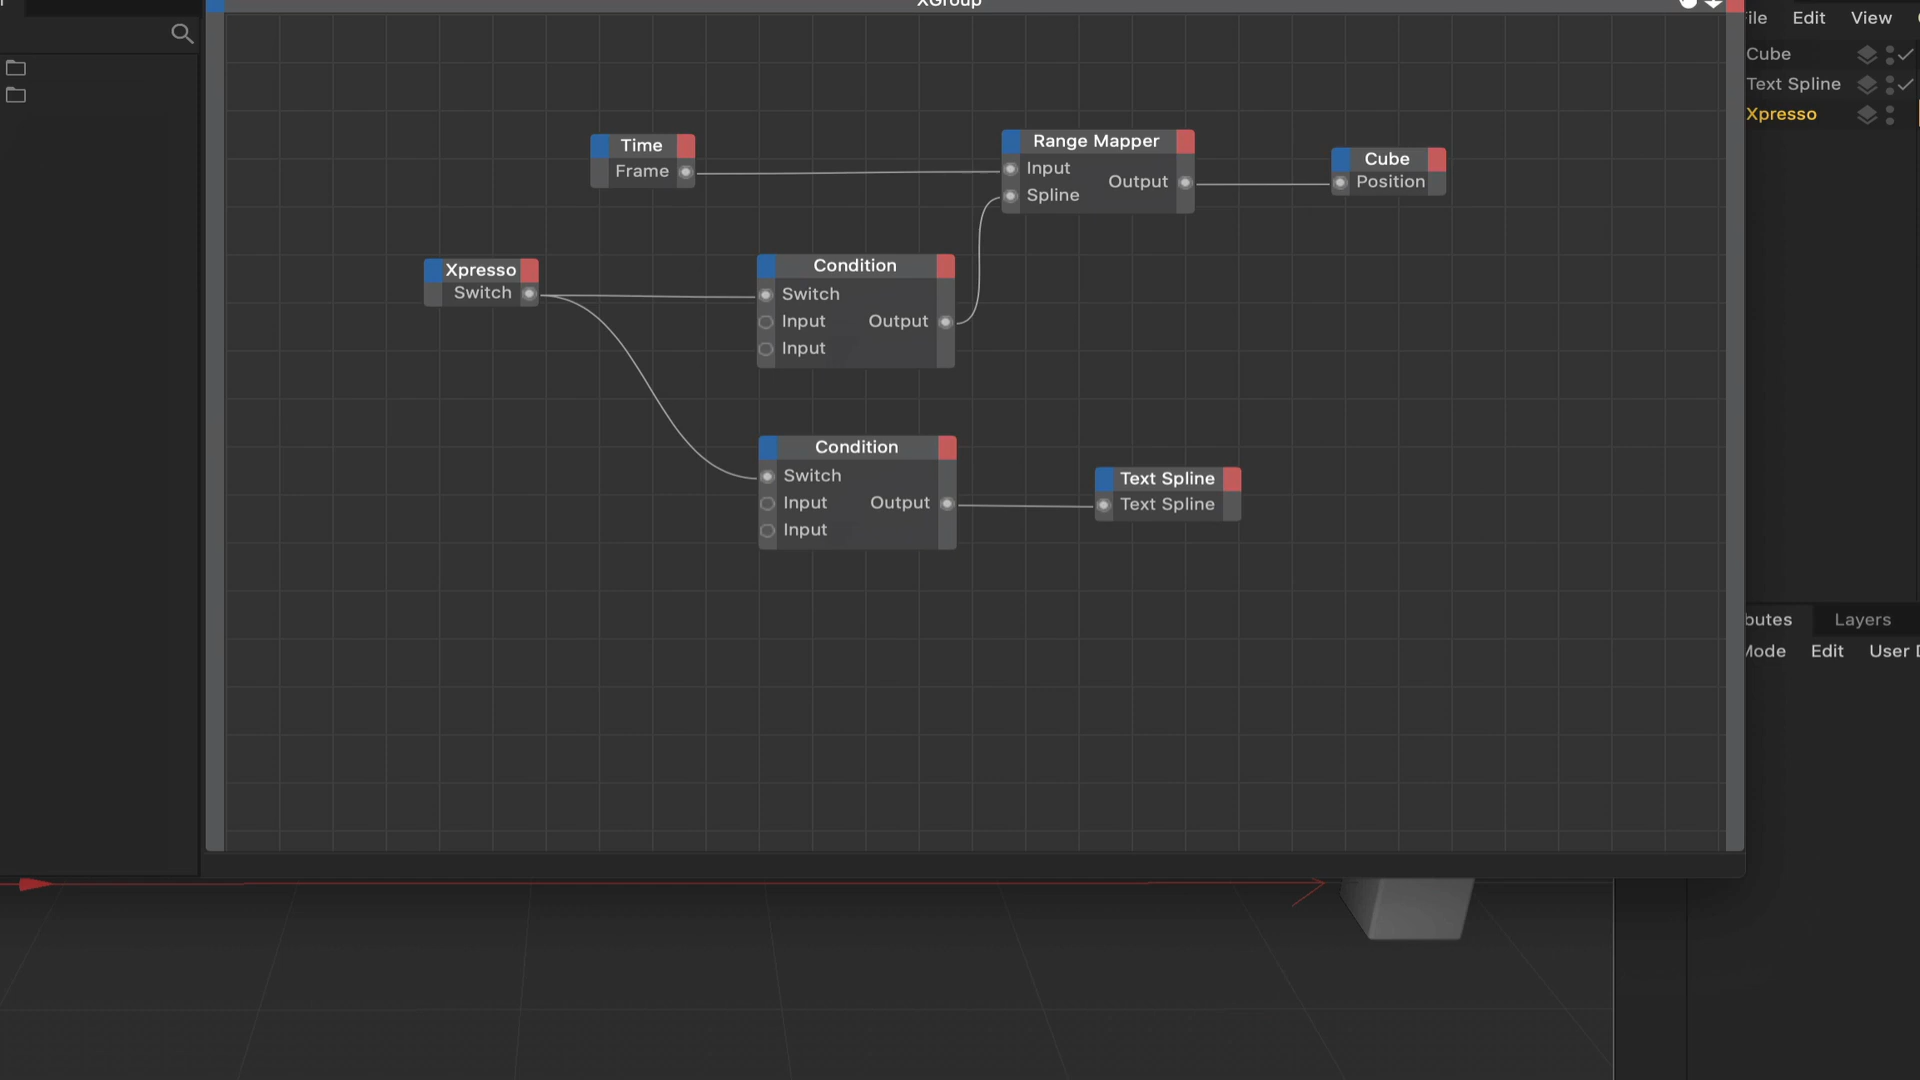 XGroup
File Edit View
Cube
Text Spline
Xpresso
Time
Frame
Range Mapper
Input
Output
Spline
Cube
Position
Xpresso
Switch
Condition
Switch
Input
Output
Input
Condition
Switch
Input
Output
Input
Text Spline
Text Spline
butes Layers
Mode Edit User